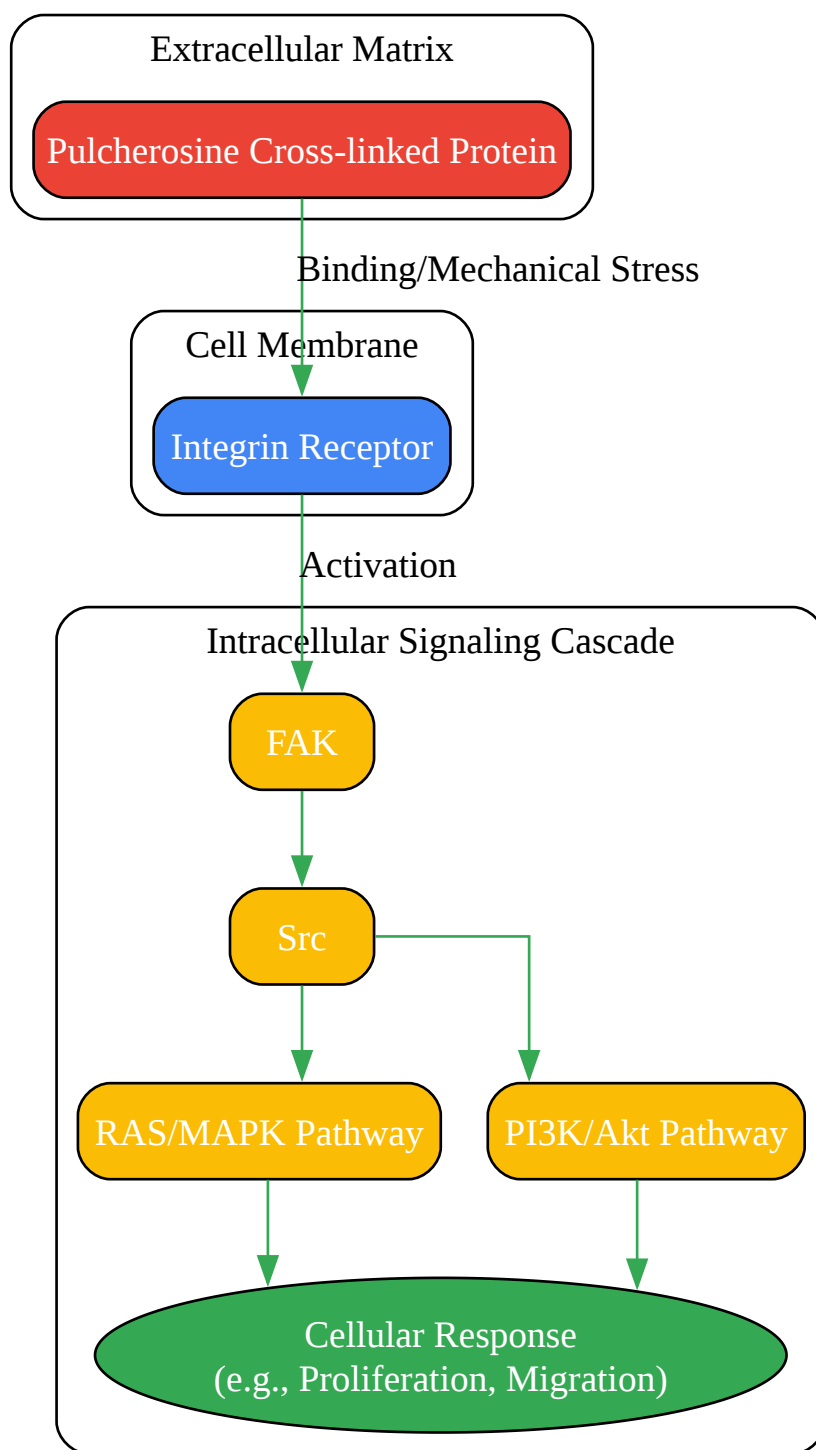 Extracellular Matrix
Pulcherosine Cross-linked Protein
Binding/Mechanical Stress
Cell Membrane
Integrin Receptor
Activation
Intracellular Signaling Cascade
FAK
Src
RAS/MAPK Pathway
PI3K/Akt Pathway
Cellular Response
(e.g., Proliferation, Migration)